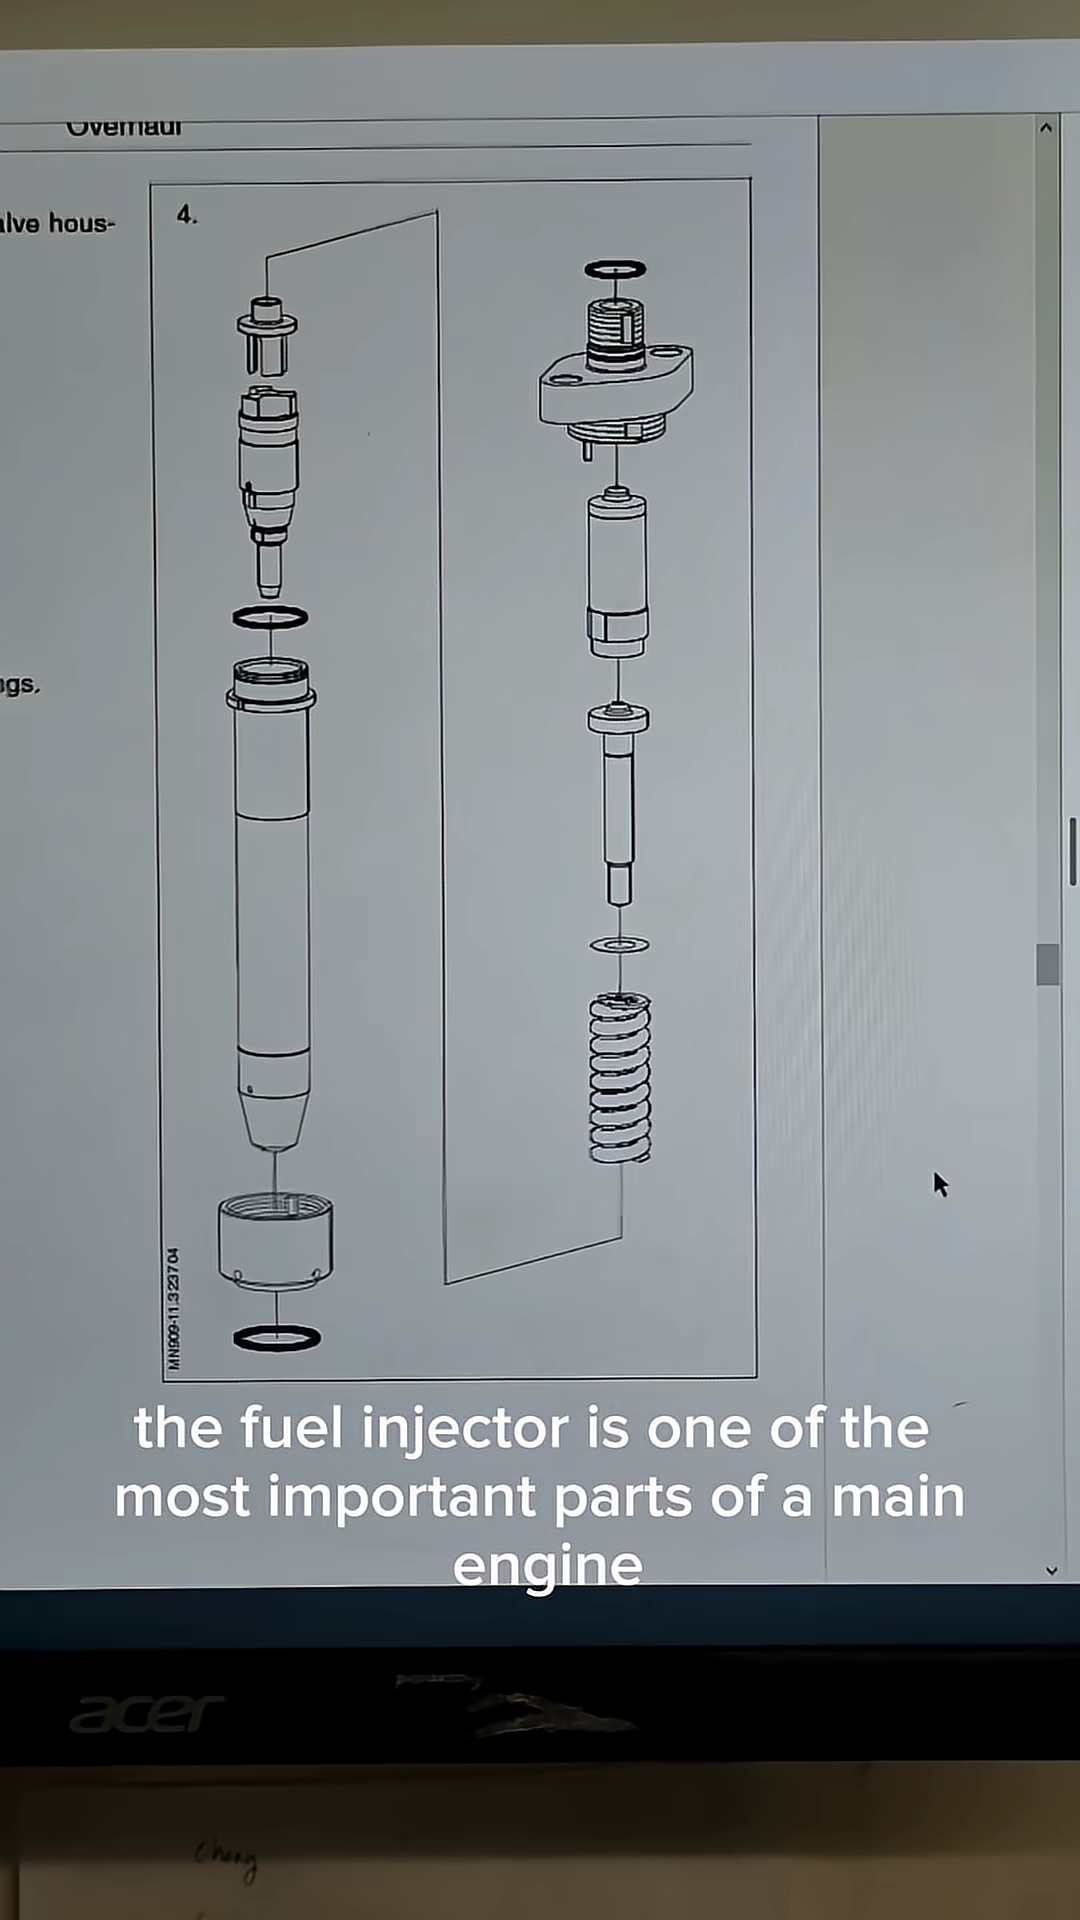 Overhaul
alve hous-
4.
ngs.
MN909-11.323704
the fuel injector is one of the
most important parts of a main
engine
acer
chang